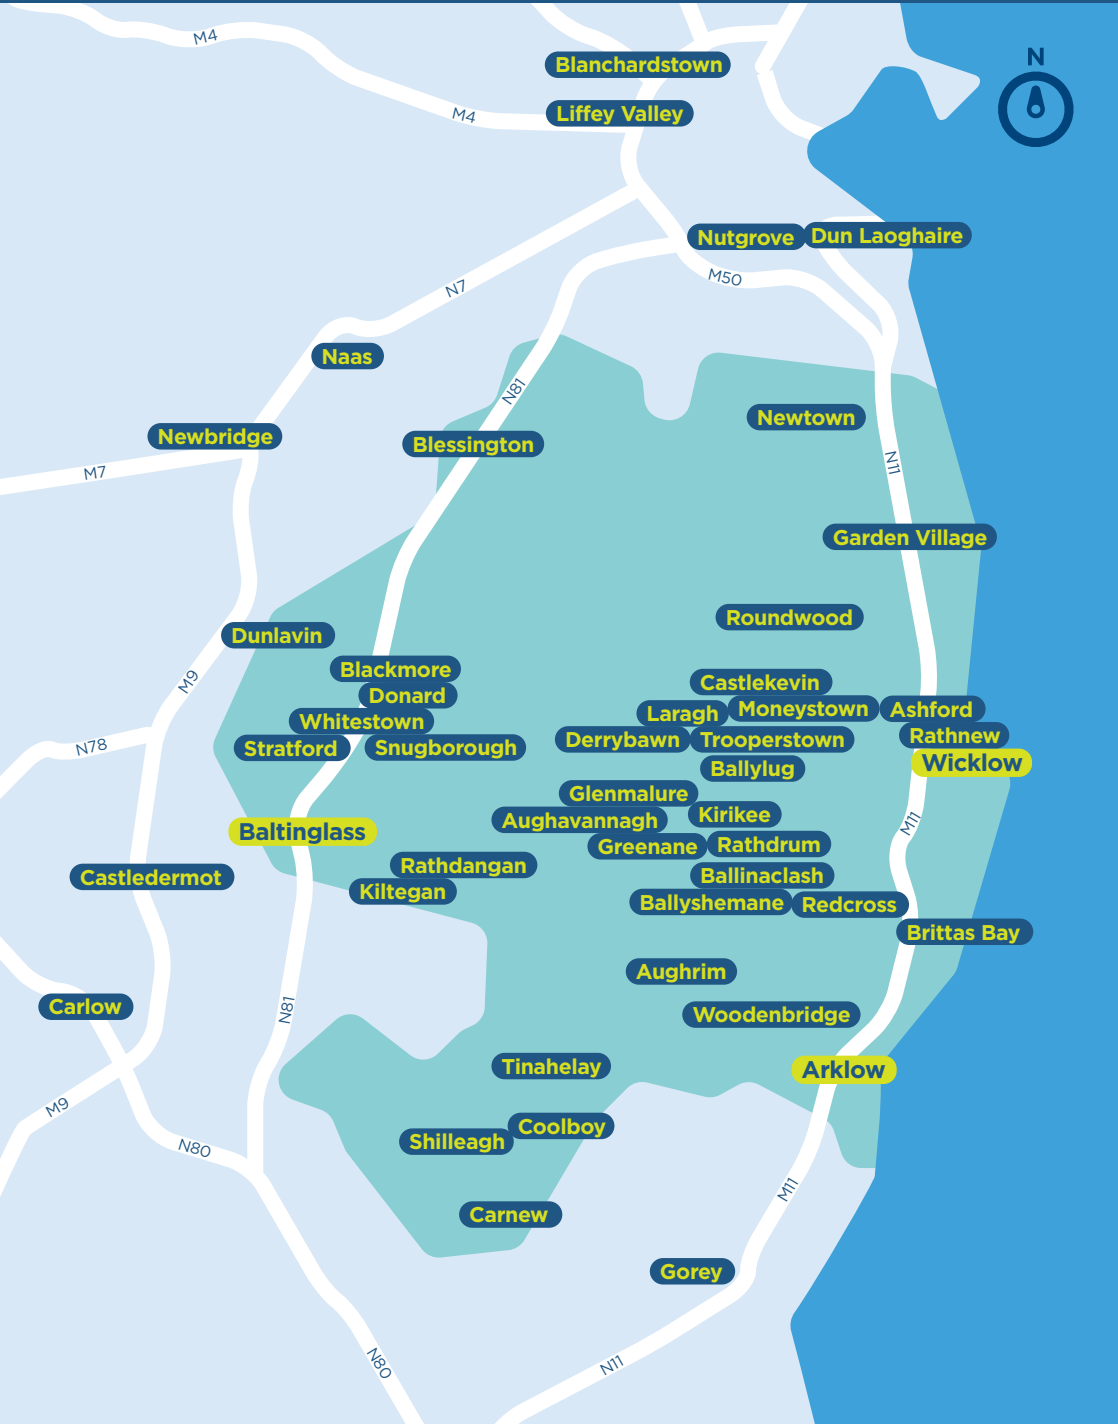 M4
N
Blanchardstown
M4
Liffey Valley
Nutgrove
Dun Laoghaire
M50
N7
Naas
N81
Newtown
Newbridge
Blessington
M7
N11
Garden Village
Roundwood
Dunlavin
Blackmore
Castlekevin
M9
Donard
Laragh
Moneystown
Ashford
Whitestown
Derrybawn
Trooperstown
Rathnew
N78
Stratford
Snugborough
Ballylug
Wicklow
Glenmalure
Aughavannagh
Kirikee
M11
Baltinglass
Greenane
Rathdrum
Rathdangan
Castledermot
Ballinaclash
Kiltegan
Ballyshemane
Redcross
Brittas Bay
Aughrim
Carlow
N81
Woodenbridge
Tinahelay
Arklow
M9
Coolboy
N80
Shilleagh
M11
Carnew
Gorey
N80
N11